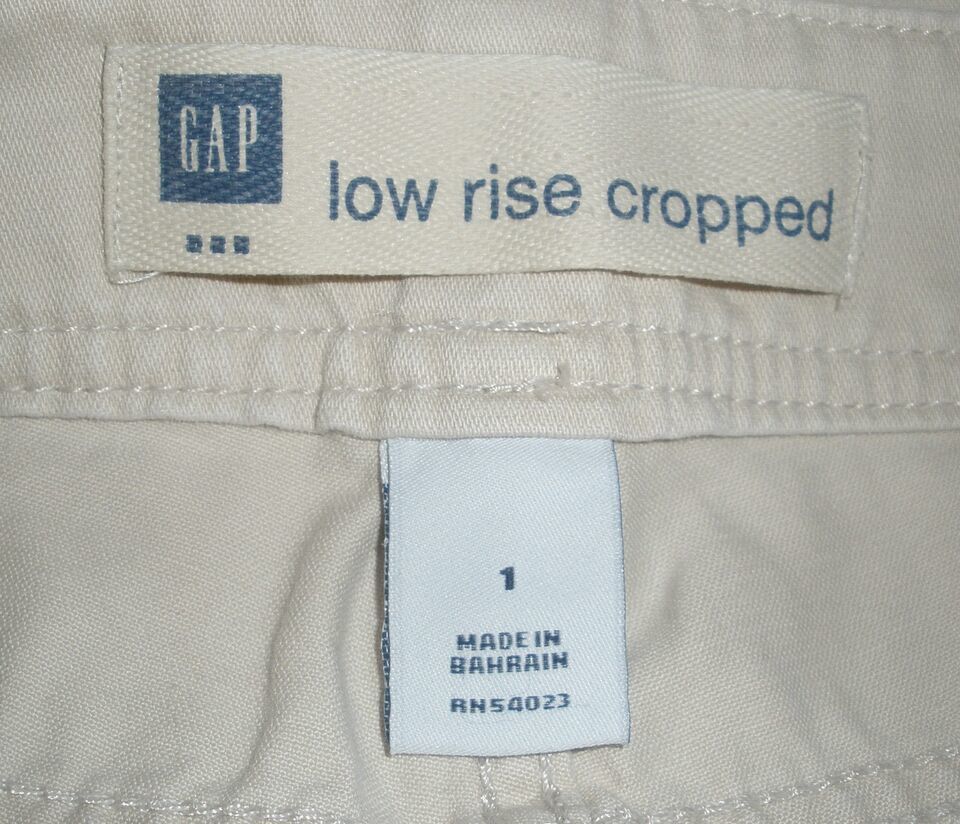 GAP
low rise cropped
1
MADE IN
BAHRAIN
RN54023